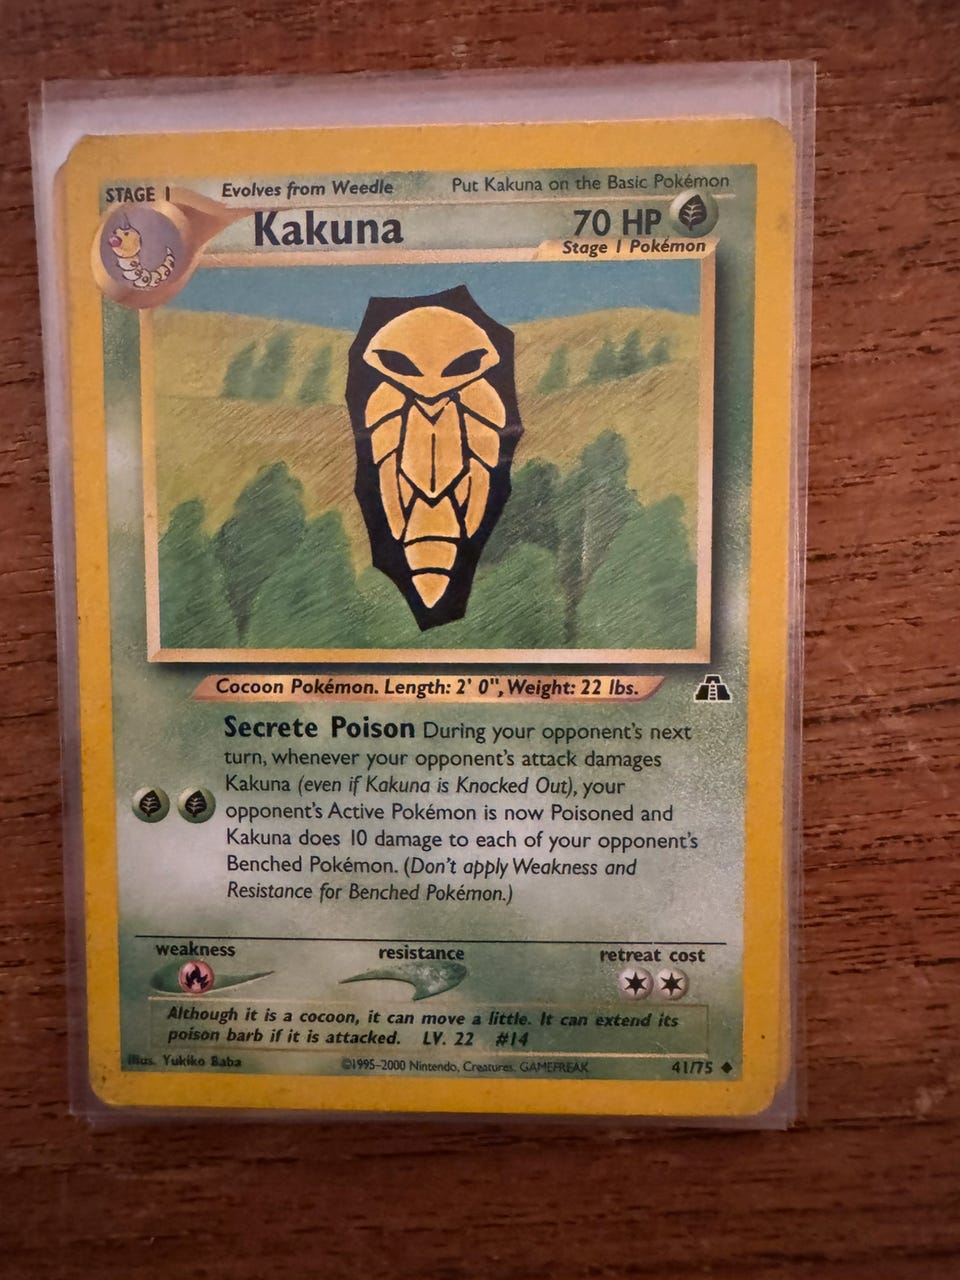 STAGE 1
Evolves from Weedle
Put Kakuna on the Basic Pokémon
Kakuna
70 HP
Stage 1 Pokémon
Cocoon Pokémon. Length: 2' 0", Weight: 22 lbs.
Secrete Poison During your opponent's next
turn, whenever your opponent's attack damages
Kakuna (even if Kakuna is Knocked Out), your
opponent's Active Pokémon is now Poisoned and
Kakuna does 10 damage to each of your opponent's
Benched Pokémon. (Don't apply Weakness and
Resistance for Benched Pokémon.)
weakness
resistance
retreat cost
Although it is a cocoon, it can move a little. It can extend its
poison barb if it is attacked. LV. 22 #14
Illus. Yukiko Baba
©1995–2000 Nintendo, Creatures, GAMEFREAK
41/75